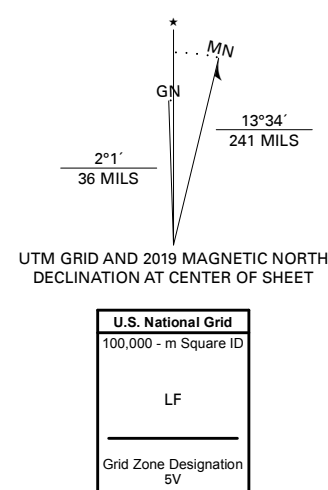 ★
MN
GN
13°34´
241 MILS
2°1´
36 MILS
UTM GRID AND 2019 MAGNETIC NORTH
DECLINATION AT CENTER OF SHEET
U.S. National Grid
100,000 - m Square ID
LF
Grid Zone Designation
5V